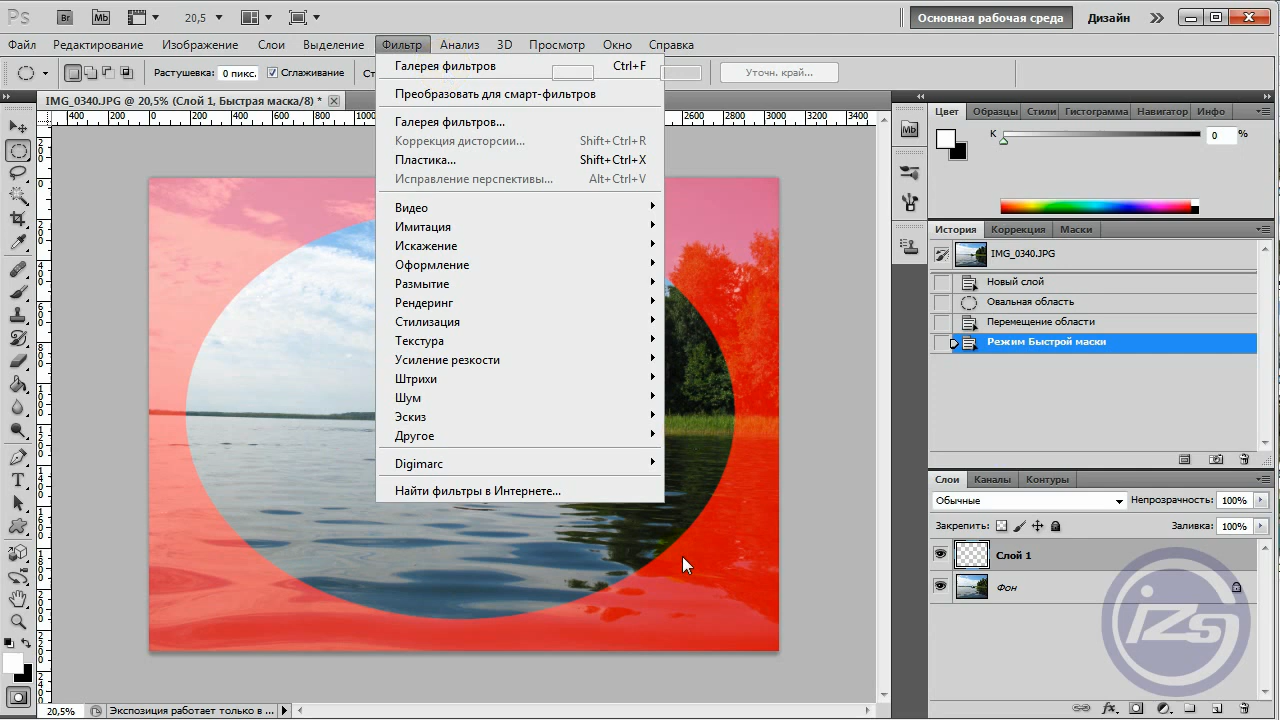 Ps Br Mb 20,5 Основная рабочая среда Дизайн
Файл Редактирование Изображение Слои Выделение Фильтр Анализ 3D Просмотр Окно Справка
Растушевка: 0 пикс. Сглаживание Уточн. край...
IMG_0340.JPG @ 20,5% (Слой 1, Быстрая маска/8) *
400 200 0 200 400 600 800 1000 2600 2800 3000 3200 3400
Галерея фильтров Ctrl+F
Преобразовать для смарт-фильтров
Галерея фильтров...
Коррекция дисторсии... Shift+Ctrl+R
Пластика... Shift+Ctrl+X
Исправление перспективы... Alt+Ctrl+V
Видео
Имитация
Искажение
Оформление
Размытие
Рендеринг
Стилизация
Текстура
Усиление резкости
Штрихи
Шум
Эскиз
Другое
Digimarc
Найти фильтры в Интернете...
Mb
Цвет Образцы Стили Гистограмма Навигатор Инфо
K 0 %
История Коррекция Маски
IMG_0340.JPG
Новый слой
Овальная область
Перемещение области
Режим Быстрой маски
Слои Каналы Контуры
Обычные Непрозрачность: 100%
Закрепить: Заливка: 100%
Слой 1
Фон
izs
20,5% Экспозиция работает только в ...